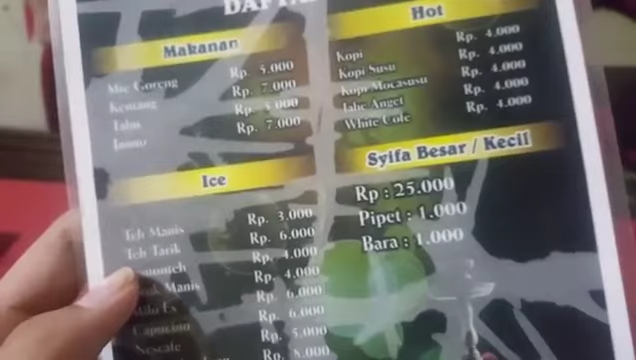 DAFTA
Makanan
Mie Goreng Rp. 5.000
Kentang Rp. 7.000
Tahu Rp. 5.000
Rp. 7.000
Hot
Kopi Rp. 4.000
Kopi Susu Rp. 4.000
Kopi Mocasusu Rp. 4.000
Jahe Anget Rp. 4.000
White Cofe Rp. 4.000
Ice
Teh Manis Rp. 3.000
Teh Tarik Rp. 6.000
Rp. 4.000
Manis Rp. 4.000
Milo Es Rp. 6.000
Capucino Rp. 6.000
Nescafe Rp. 5.000
Rp. 8.000
Syifa Besar / Kecil
Rp : 25.000
Pipet : 1.000
Bara : 1.000